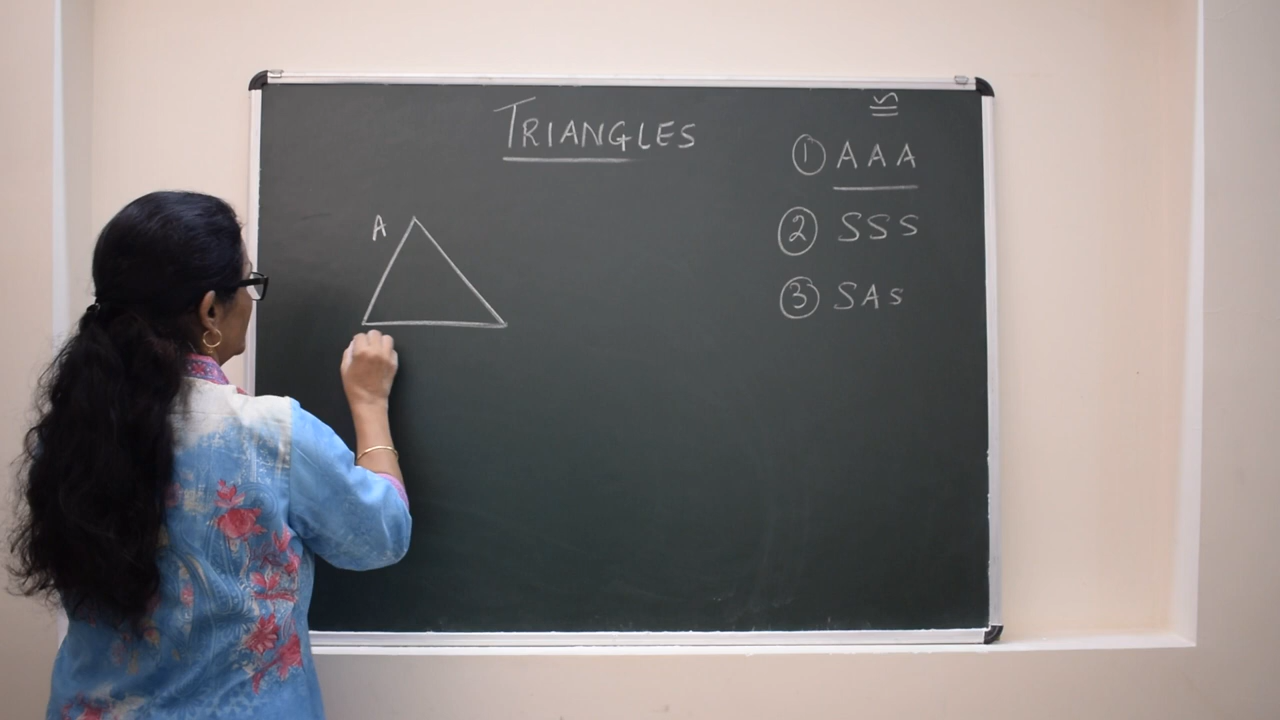 TRIANGLES
≅
① AAA
② SSS
③ SAS
A